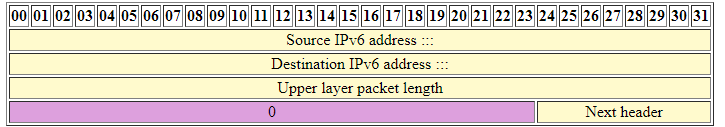 00 01 02 03 04 05 06 07 08 09 10 11 12 13 14 15 16 17 18 19 20 21 22 23 24 25 26 27 28 29 30 31
Source IPv6 address :::
Destination IPv6 address :::
Upper layer packet length
0 Next header